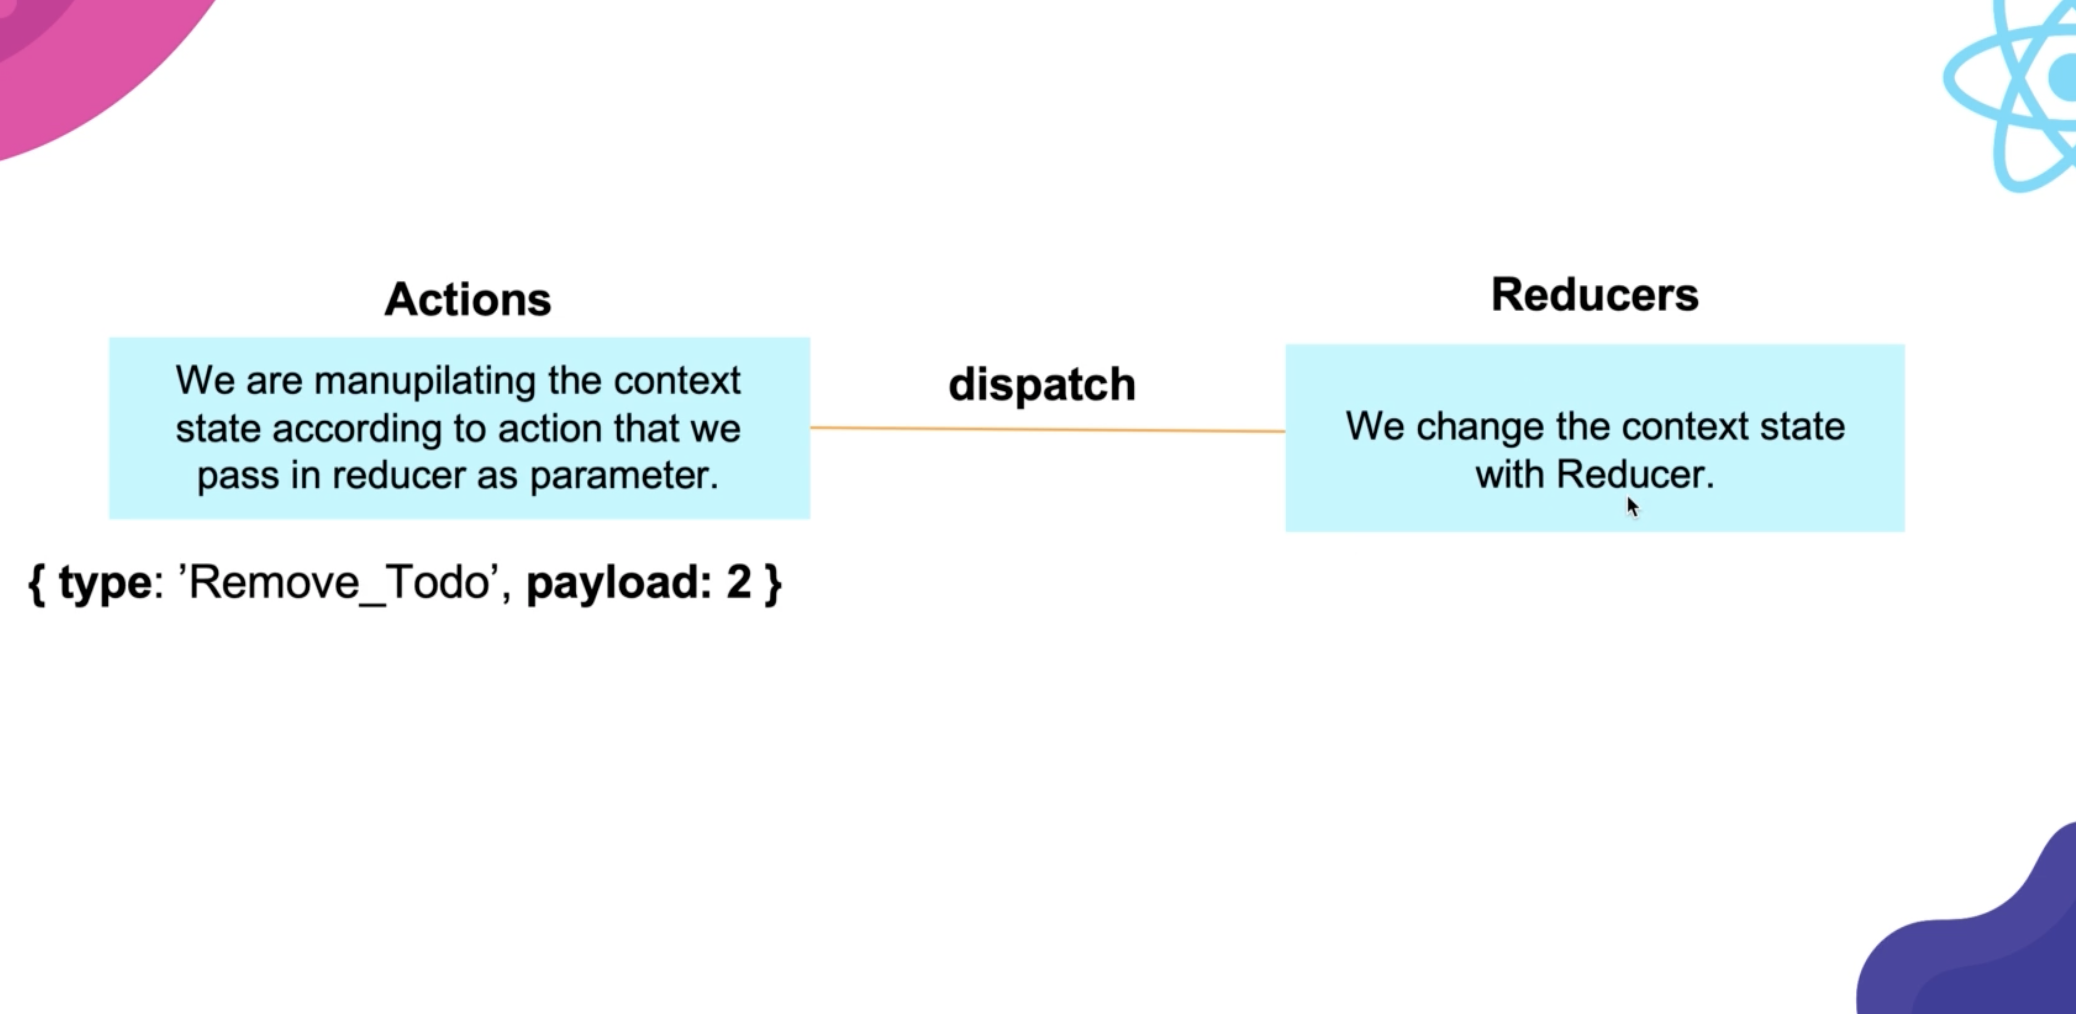 Actions
We are manupilating the context
state according to action that we
pass in reducer as parameter.
{ type: ’Remove_Todo’, payload: 2 }
dispatch
Reducers
We change the context state
with Reducer.